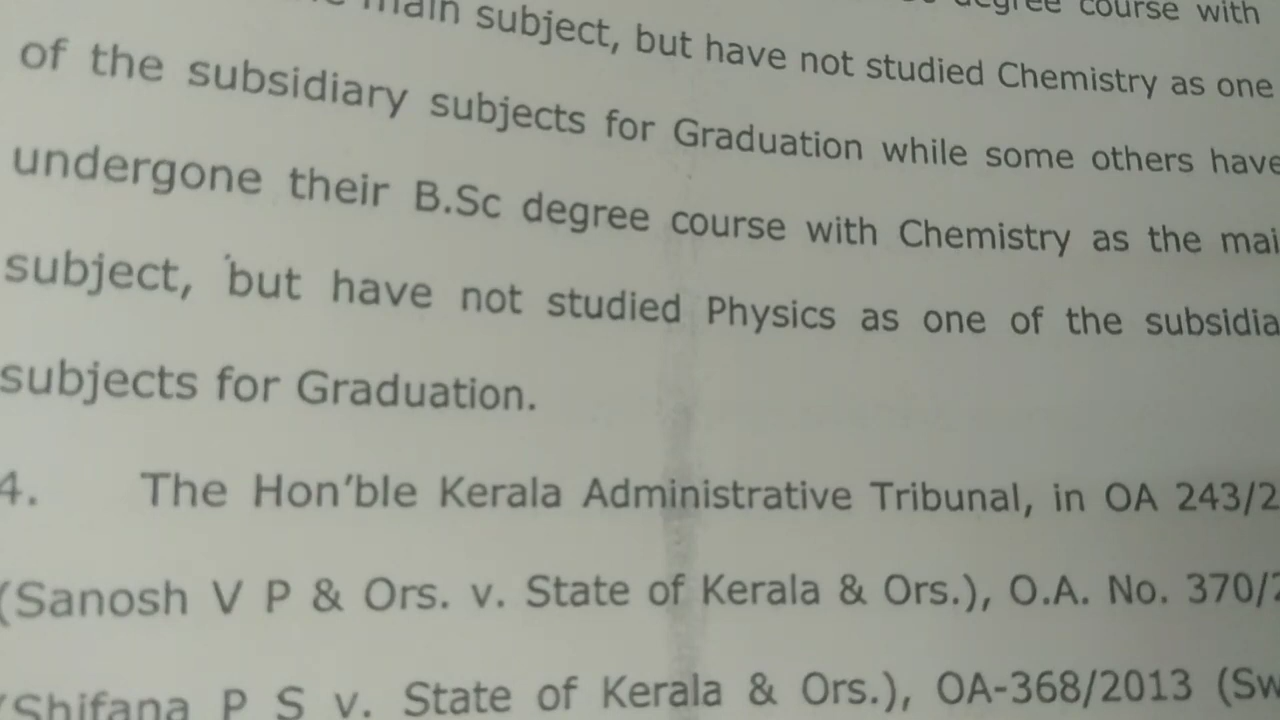 main subject, but have not studied Chemistry as one
of the subsidiary subjects for Graduation while some others have
undergone their B.Sc degree course with Chemistry as the mai
subject, but have not studied Physics as one of the subsidia
subjects for Graduation.
4. The Hon'ble Kerala Administrative Tribunal, in OA 243/2
(Sanosh V P & Ors. v. State of Kerala & Ors.), O.A. No. 370/2
(Shifana P S v. State of Kerala & Ors.), OA-368/2013 (Sw